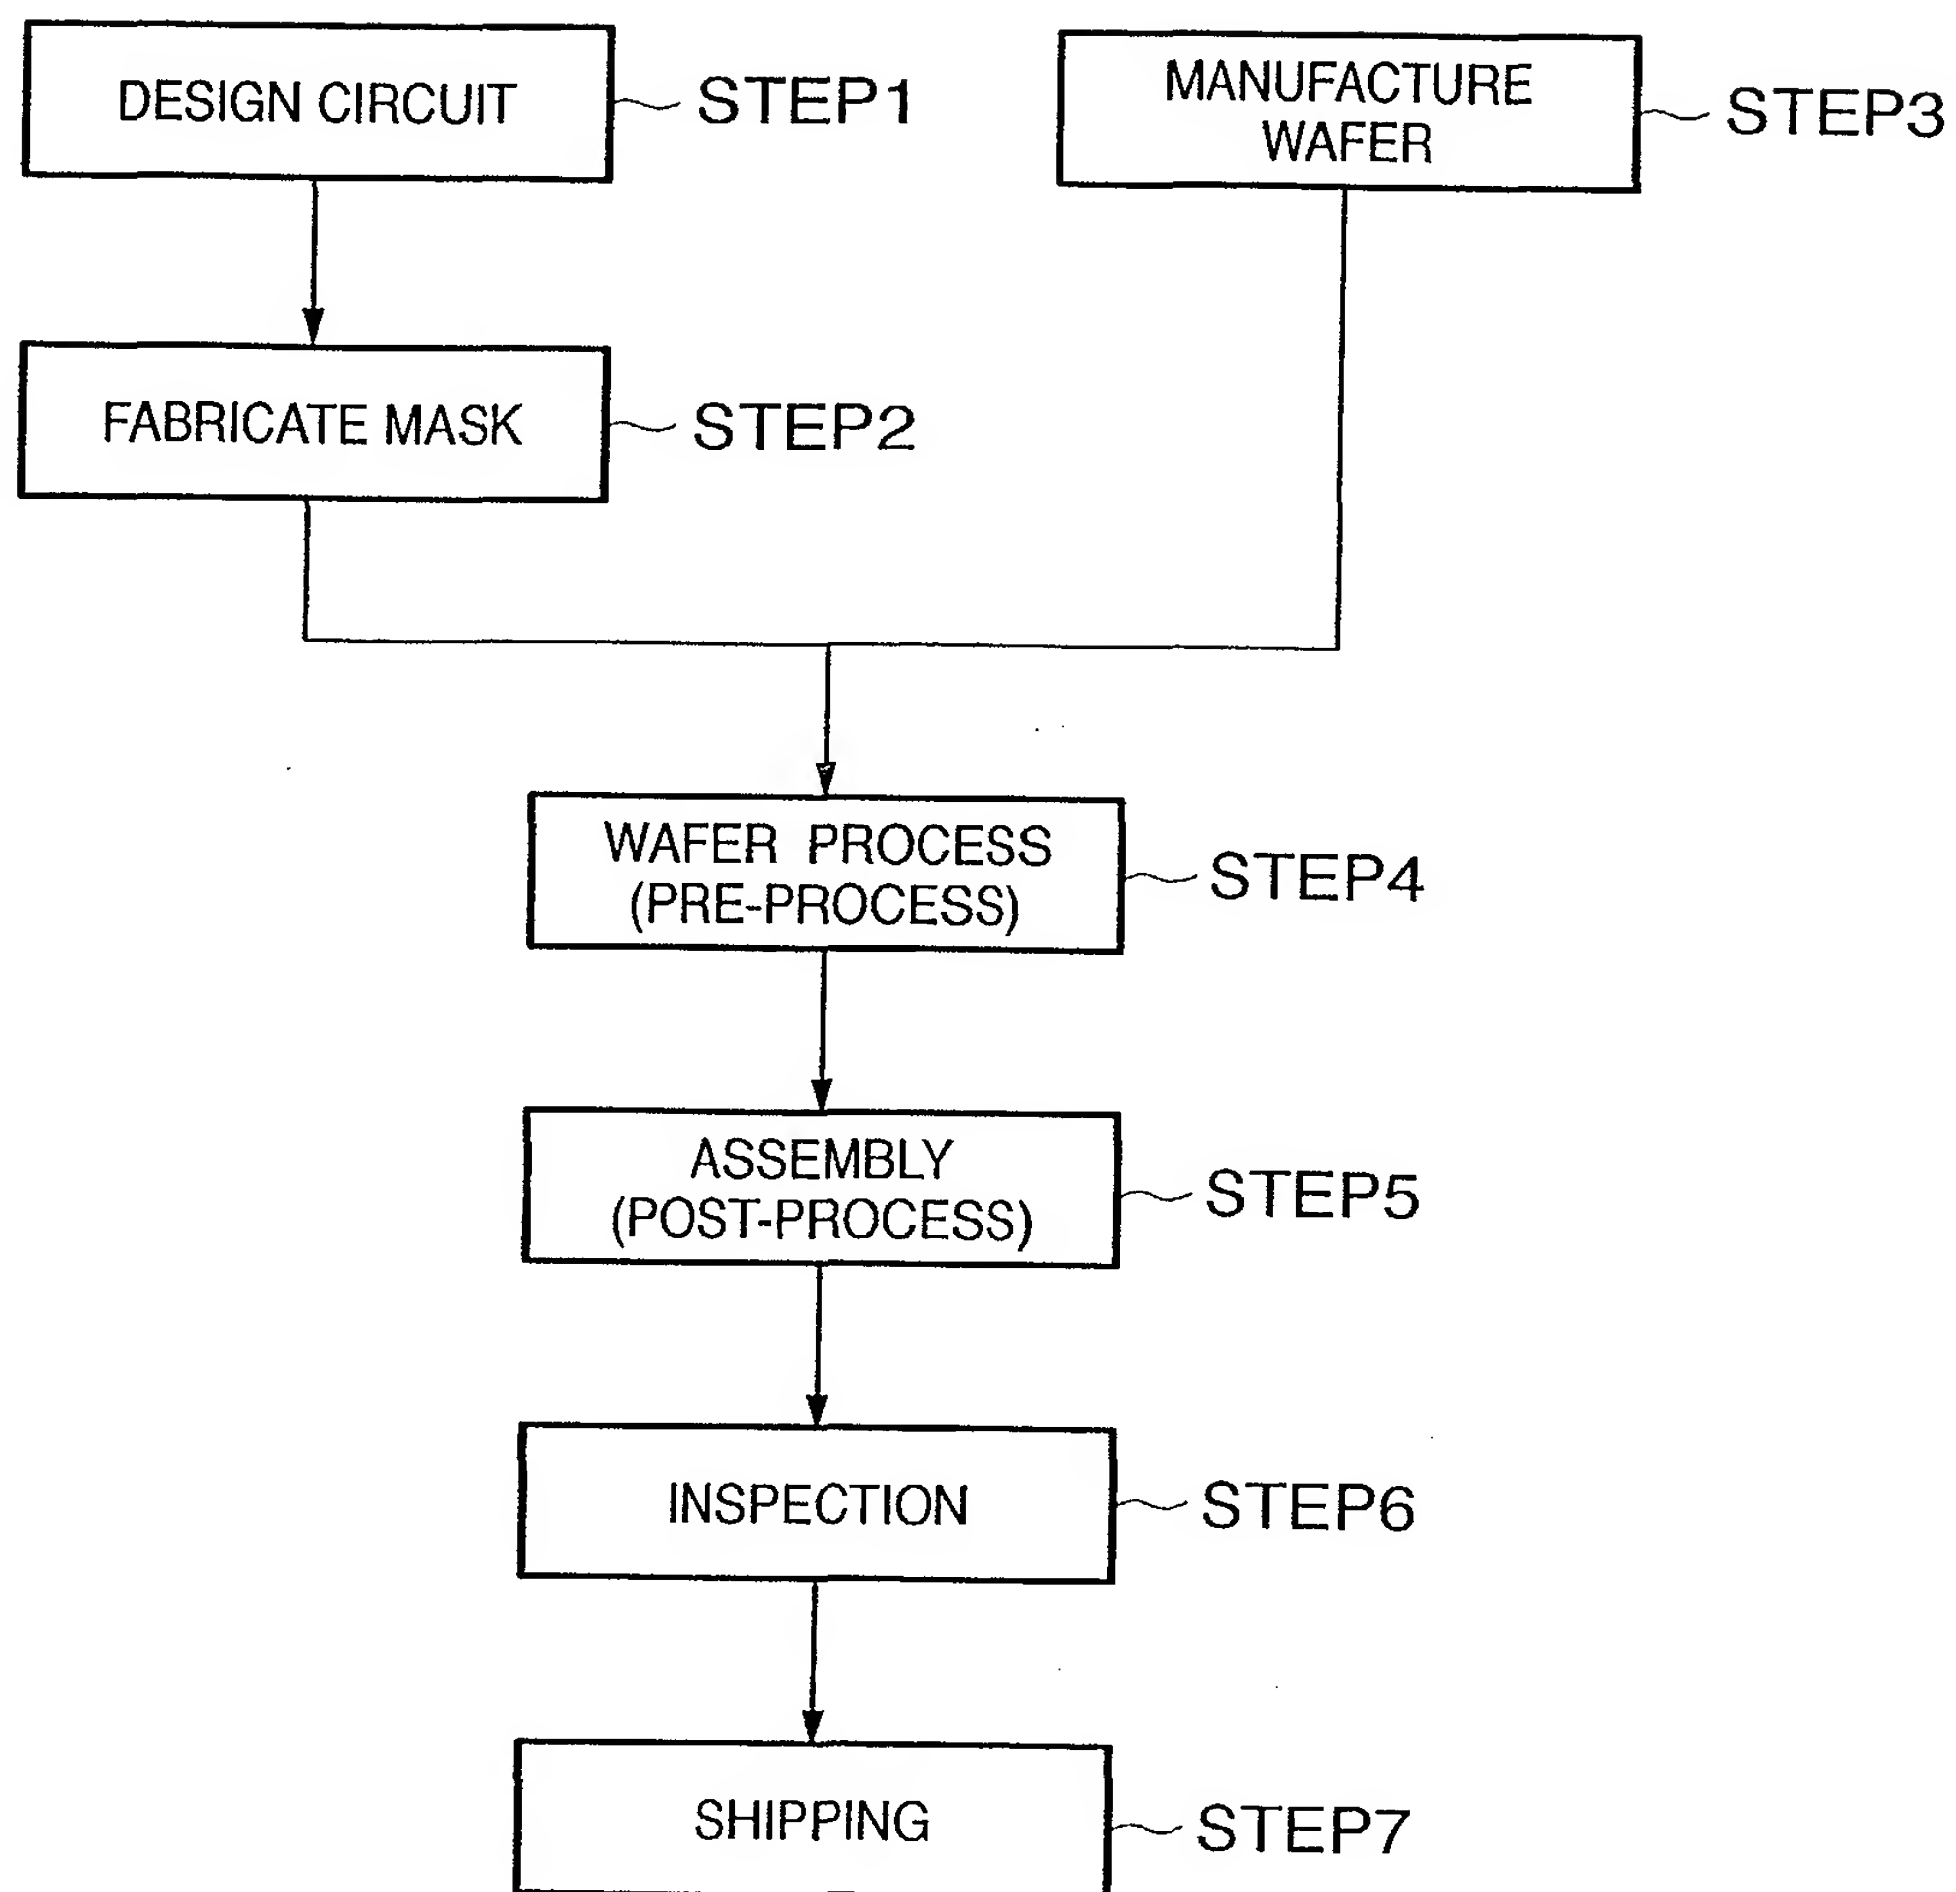 DESIGN CIRCUIT
STEP1
MANUFACTURE
WAFER
STEP3
FABRICATE MASK
STEP2
WAFER PROCESS
(PRE-PROCESS)
STEP4
ASSEMBLY
(POST-PROCESS)
STEP5
INSPECTION
STEP6
SHIPPING
STEP7